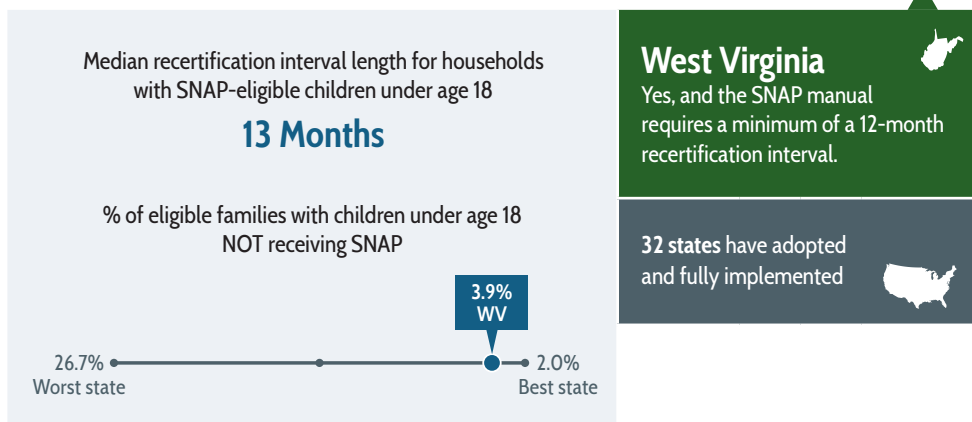 Median recertification interval length for households
with SNAP-eligible children under age 18
13 Months
% of eligible families with children under age 18
NOT receiving SNAP
3.9%
WV
26.7%
Worst state
2.0%
Best state
West Virginia
Yes, and the SNAP manual
requires a minimum of a 12-month
recertification interval.
32 states have adopted
and fully implemented